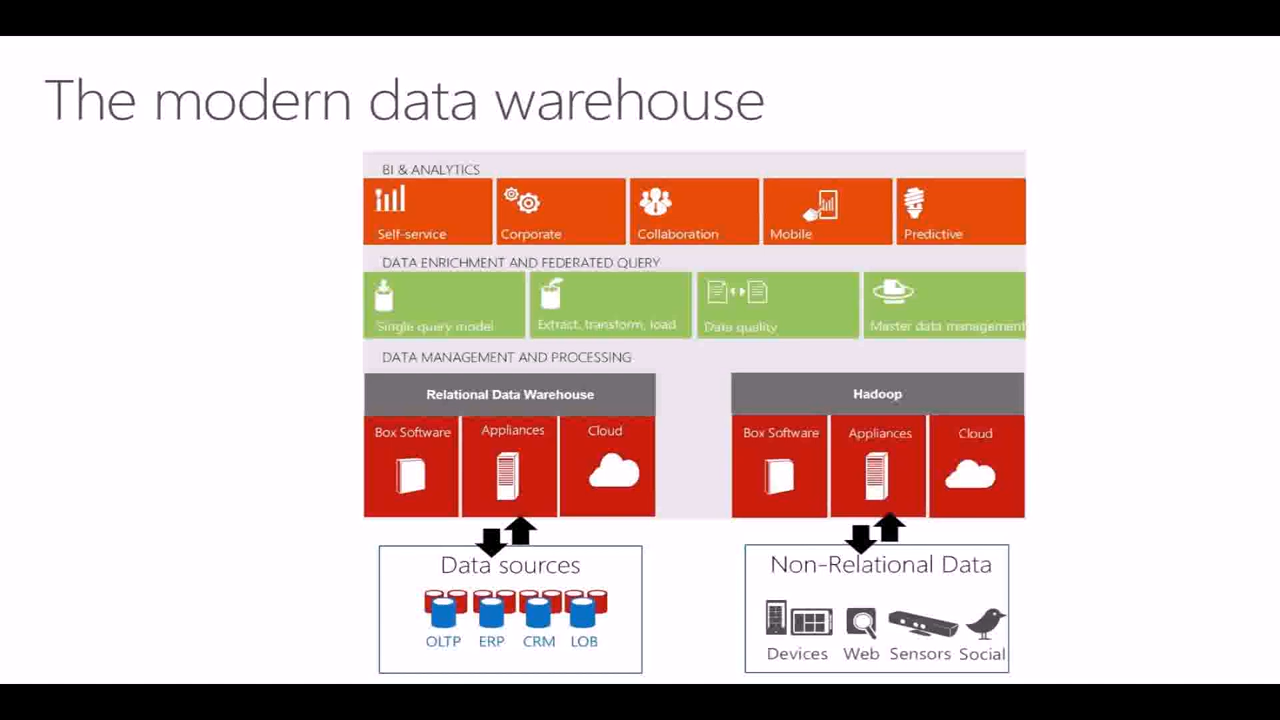 The modern data warehouse
BI & ANALYTICS
Self-service Corporate Collaboration Mobile Predictive
DATA ENRICHMENT AND FEDERATED QUERY
Single query model Extract, transform, load Data quality Master data management
DATA MANAGEMENT AND PROCESSING
Relational Data Warehouse
Box Software Appliances Cloud
Hadoop
Box Software Appliances Cloud
Data sources
OLTP ERP CRM LOB
Non-Relational Data
Devices Web Sensors Social